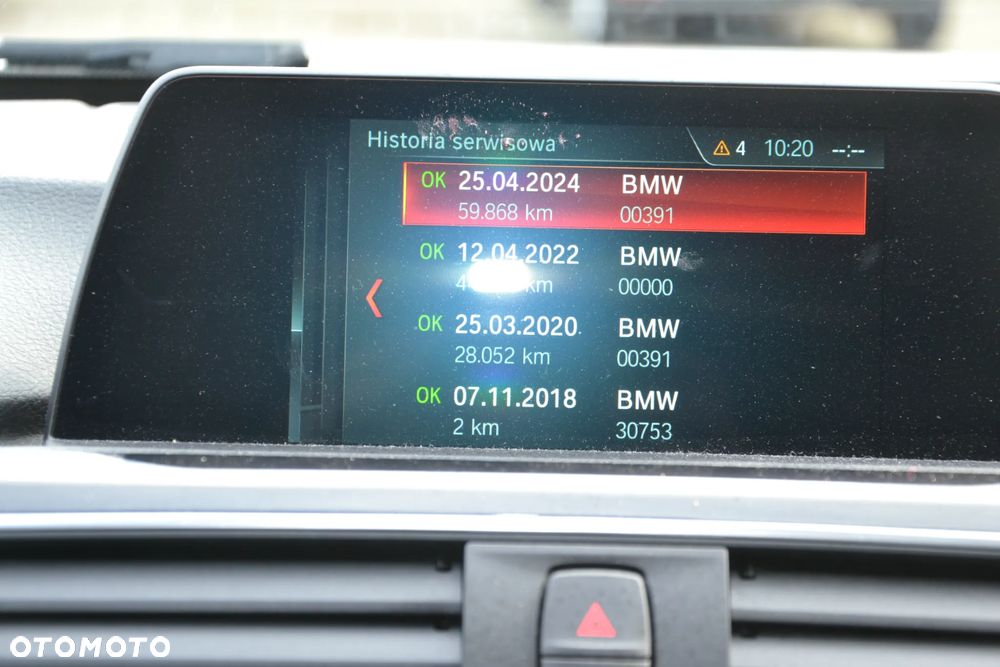 Historia serwisowa 4 10:20 --:--
OK 25.04.2024 BMW
59.868 km 00391
OK 12.04.2022 BMW
km 00000
OK 25.03.2020 BMW
28.052 km 00391
OK 07.11.2018 BMW
2 km 30753
OTOMOTO